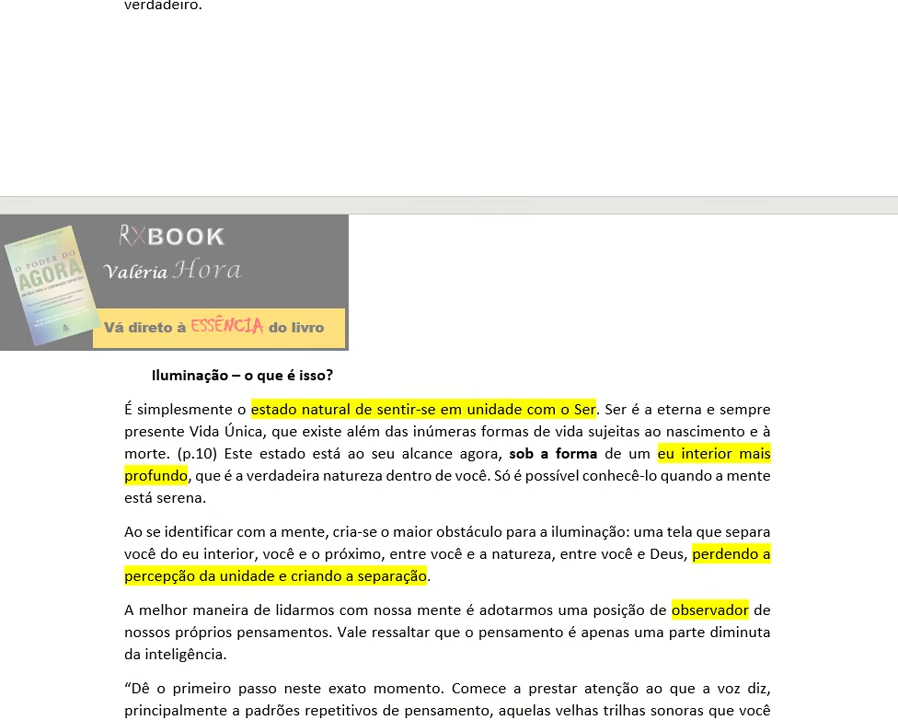 verdadeiro.
RXBOOK
O PODER DO
AGORA
Valéria Hora
Vá direto à ESSÊNCIA do livro
Iluminação – o que é isso?
É simplesmente o estado natural de sentir-se em unidade com o Ser. Ser é a eterna e sempre
presente Vida Única, que existe além das inúmeras formas de vida sujeitas ao nascimento e à
morte. (p.10) Este estado está ao seu alcance agora, sob a forma de um eu interior mais
profundo, que é a verdadeira natureza dentro de você. Só é possível conhecê-lo quando a mente
está serena.
Ao se identificar com a mente, cria-se o maior obstáculo para a iluminação: uma tela que separa
você do eu interior, você e o próximo, entre você e a natureza, entre você e Deus, perdendo a
percepção da unidade e criando a separação.
A melhor maneira de lidarmos com nossa mente é adotarmos uma posição de observador de
nossos próprios pensamentos. Vale ressaltar que o pensamento é apenas uma parte diminuta
da inteligência.
“Dê o primeiro passo neste exato momento. Comece a prestar atenção ao que a voz diz,
principalmente a padrões repetitivos de pensamento, aquelas velhas trilhas sonoras que você